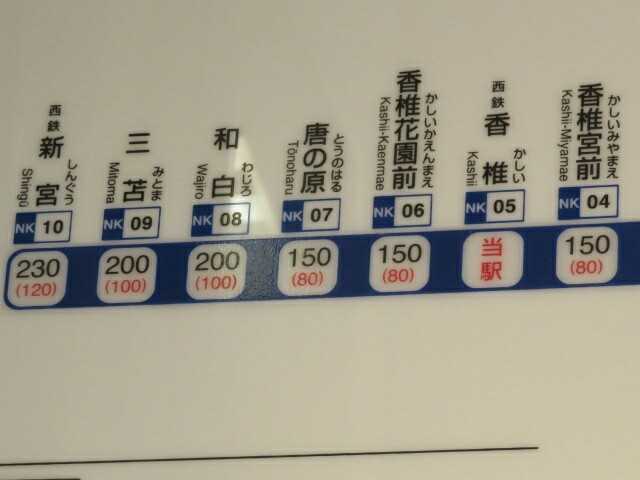 西鉄
新宮
しんぐう
Shingū
NK 10
230
(120)
三苫
みとま
Mitoma
NK 09
200
(100)
和白
わじろ
Wajiro
NK 08
200
(100)
唐の原
とうのはる
Tōnoharu
NK 07
150
(80)
香椎花園前
かしいかえんまえ
Kashii-Kaenmae
NK 06
150
(80)
西鉄
香椎
かしい
Kashii
NK 05
当駅
香椎宮前
かしいみやまえ
Kashii-Miyamae
NK 04
150
(80)